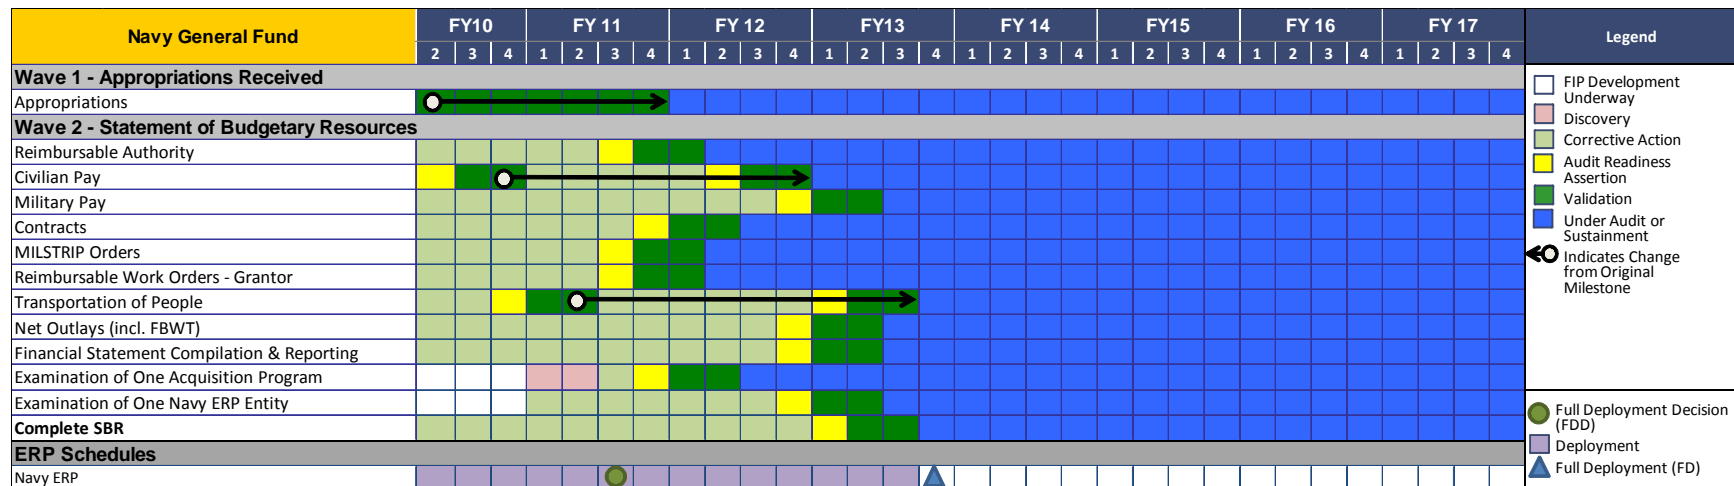 Navy General Fund
FY10 FY 11 FY 12 FY13 FY 14 FY15 FY 16 FY 17
2 3 4 1 2 3 4 1 2 3 4 1 2 3 4 1 2 3 4 1 2 3 4 1 2 3 4 1 2 3 4
Legend
Wave 1 - Appropriations Received
Appropriations
Wave 2 - Statement of Budgetary Resources
Reimbursable Authority
Civilian Pay
Military Pay
Contracts
MILSTRIP Orders
Reimbursable Work Orders - Grantor
Transportation of People
Net Outlays (incl. FBWT)
Financial Statement Compilation & Reporting
Examination of One Acquisition Program
Examination of One Navy ERP Entity
Complete SBR
ERP Schedules
Navy ERP
FIP Development
Underway
Discovery
Corrective Action
Audit Readiness
Assertion
Validation
Under Audit or
Sustainment
Indicates Change
from Original
Milestone
Full Deployment Decision
(FDD)
Deployment
Full Deployment (FD)